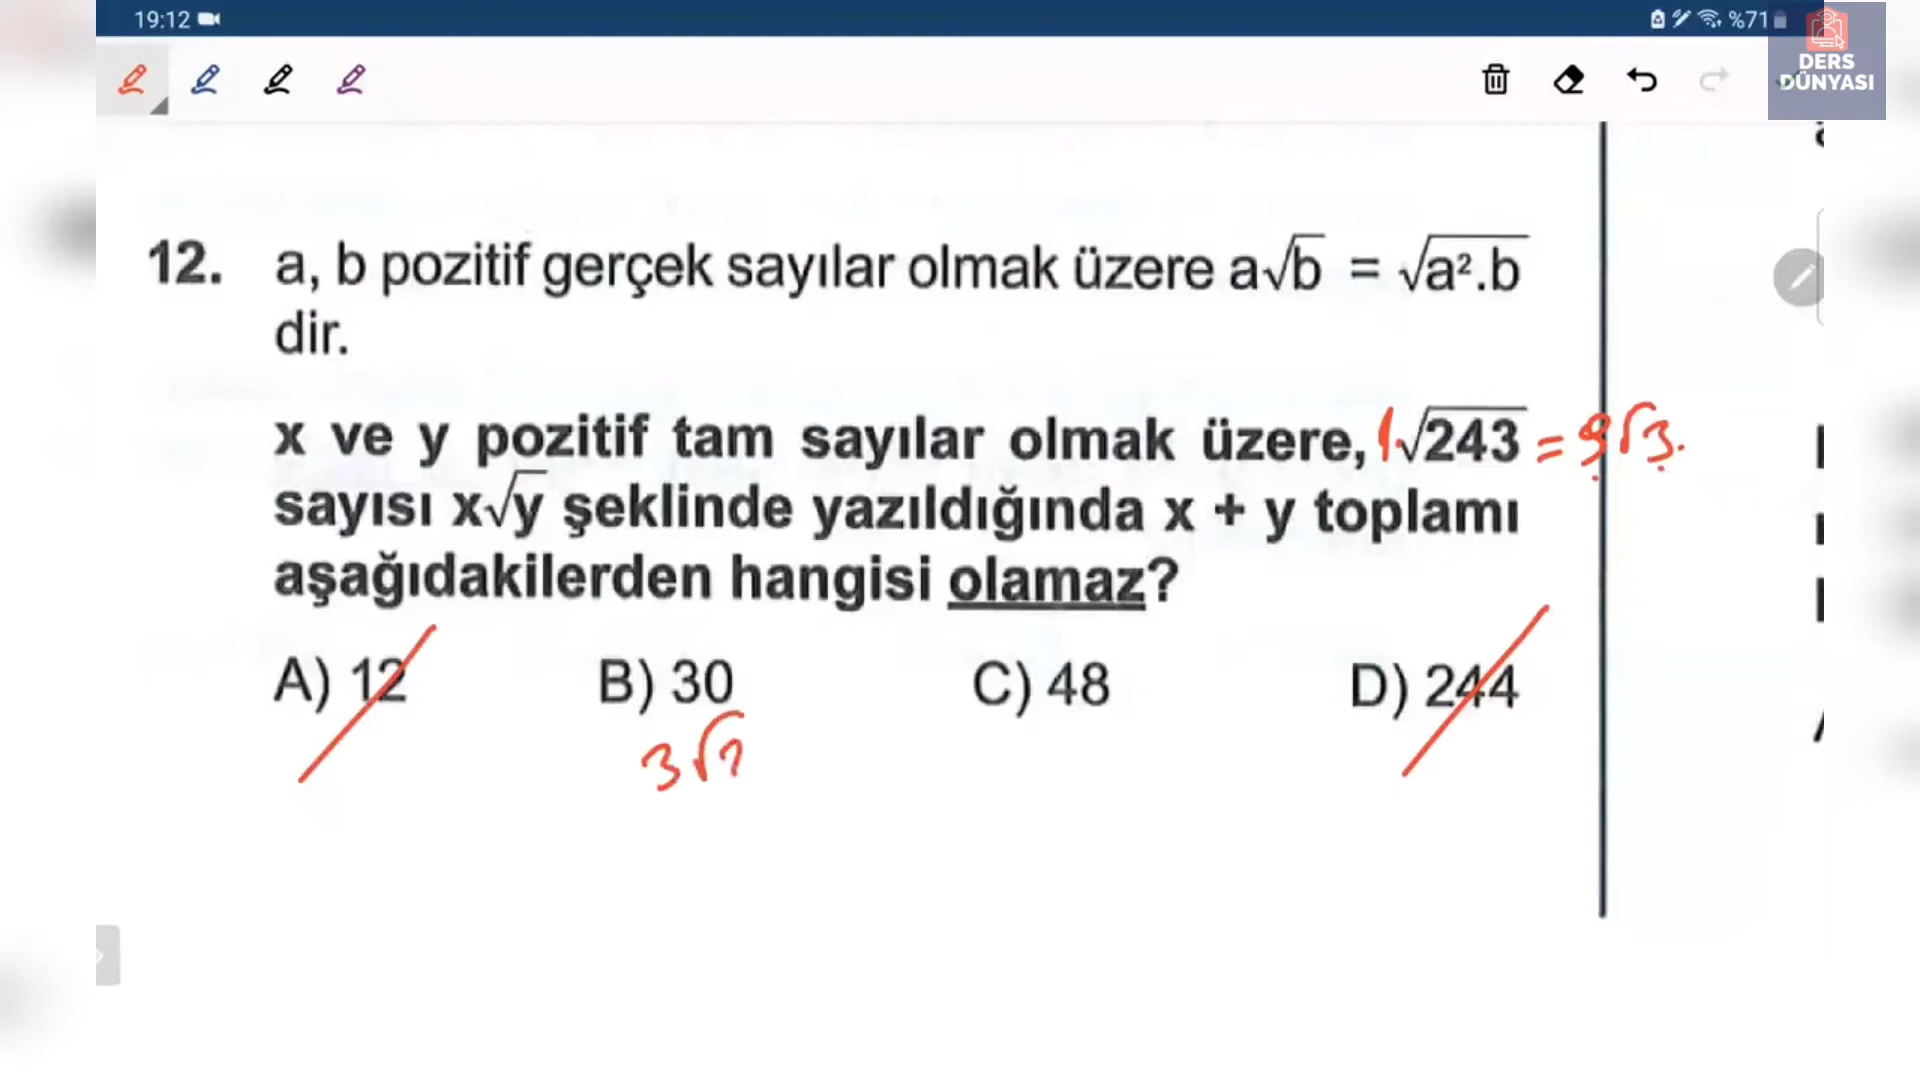 19:12
%71
DERS
DÜNYASI
12. a, b pozitif gerçek sayılar olmak üzere a√b = √a².b
dir.
x ve y pozitif tam sayılar olmak üzere, 1.√243 = 9√3.
sayısı x√y şeklinde yazıldığında x + y toplamı
aşağıdakilerden hangisi olamaz?
A) 12 B) 30 C) 48 D) 244
3√